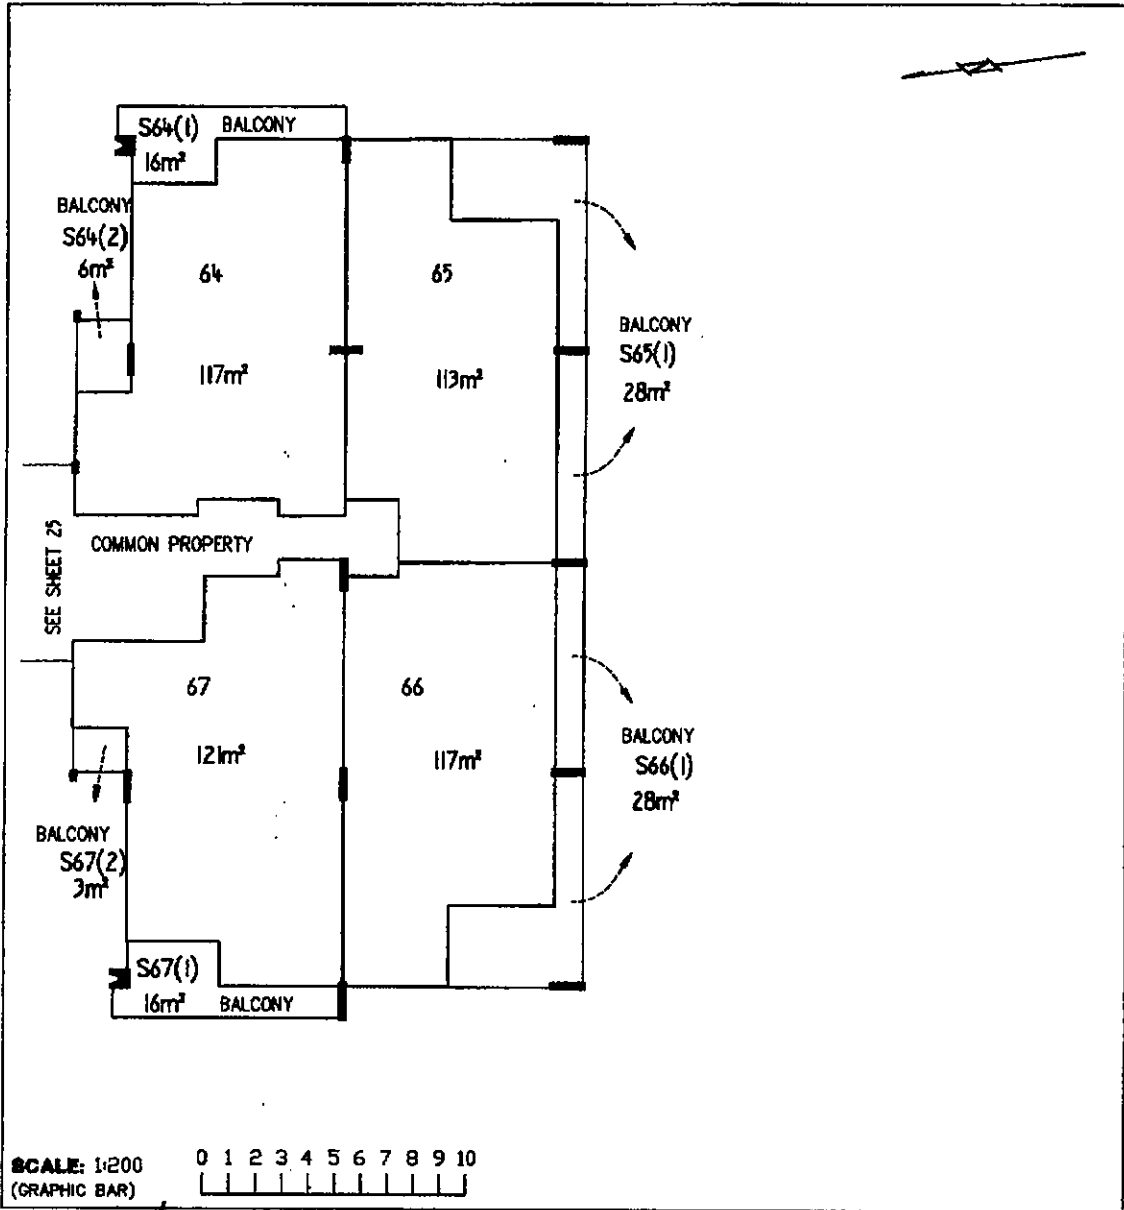 S64(1) BALCONY
16m²
BALCONY
S64(2)
6m²
64
65
117m²
113m²
BALCONY
S65(1)
28m²
SEE SHEET 25
COMMON PROPERTY
67
66
121m²
117m²
BALCONY
S66(1)
28m²
BALCONY
S67(2)
3m²
S67(1)
16m² BALCONY
SCALE: 1:200
(GRAPHIC BAR)
0 1 2 3 4 5 6 7 8 9 10